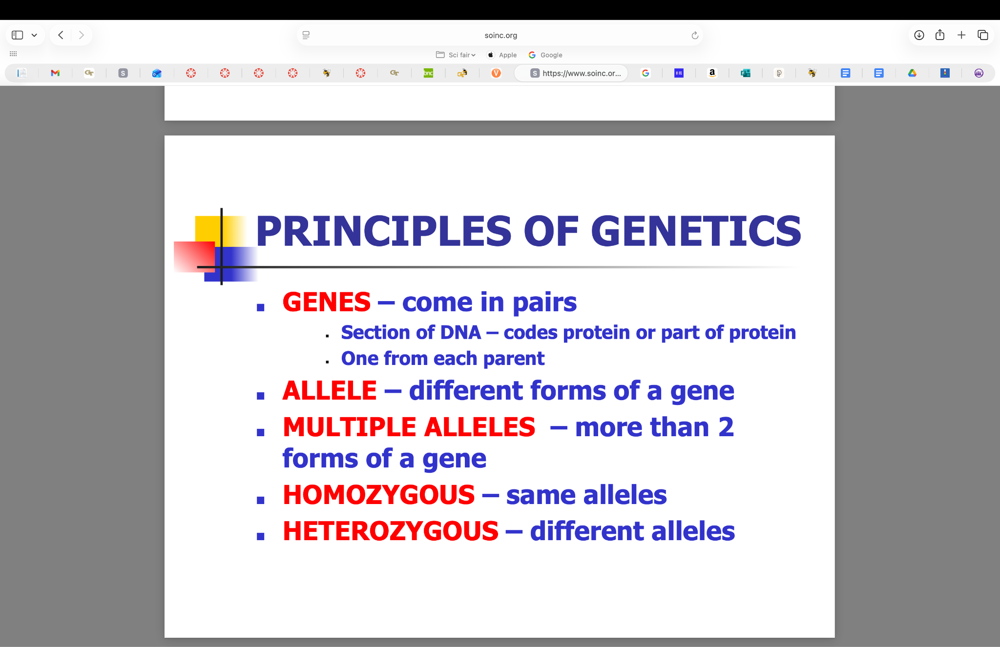 soinc.org
Sci fair
Apple
Google
https://www.soinc.or...
PRINCIPLES OF GENETICS
GENES – come in pairs
Section of DNA – codes protein or part of protein
One from each parent
ALLELE – different forms of a gene
MULTIPLE ALLELES – more than 2
forms of a gene
HOMOZYGOUS – same alleles
HETEROZYGOUS – different alleles